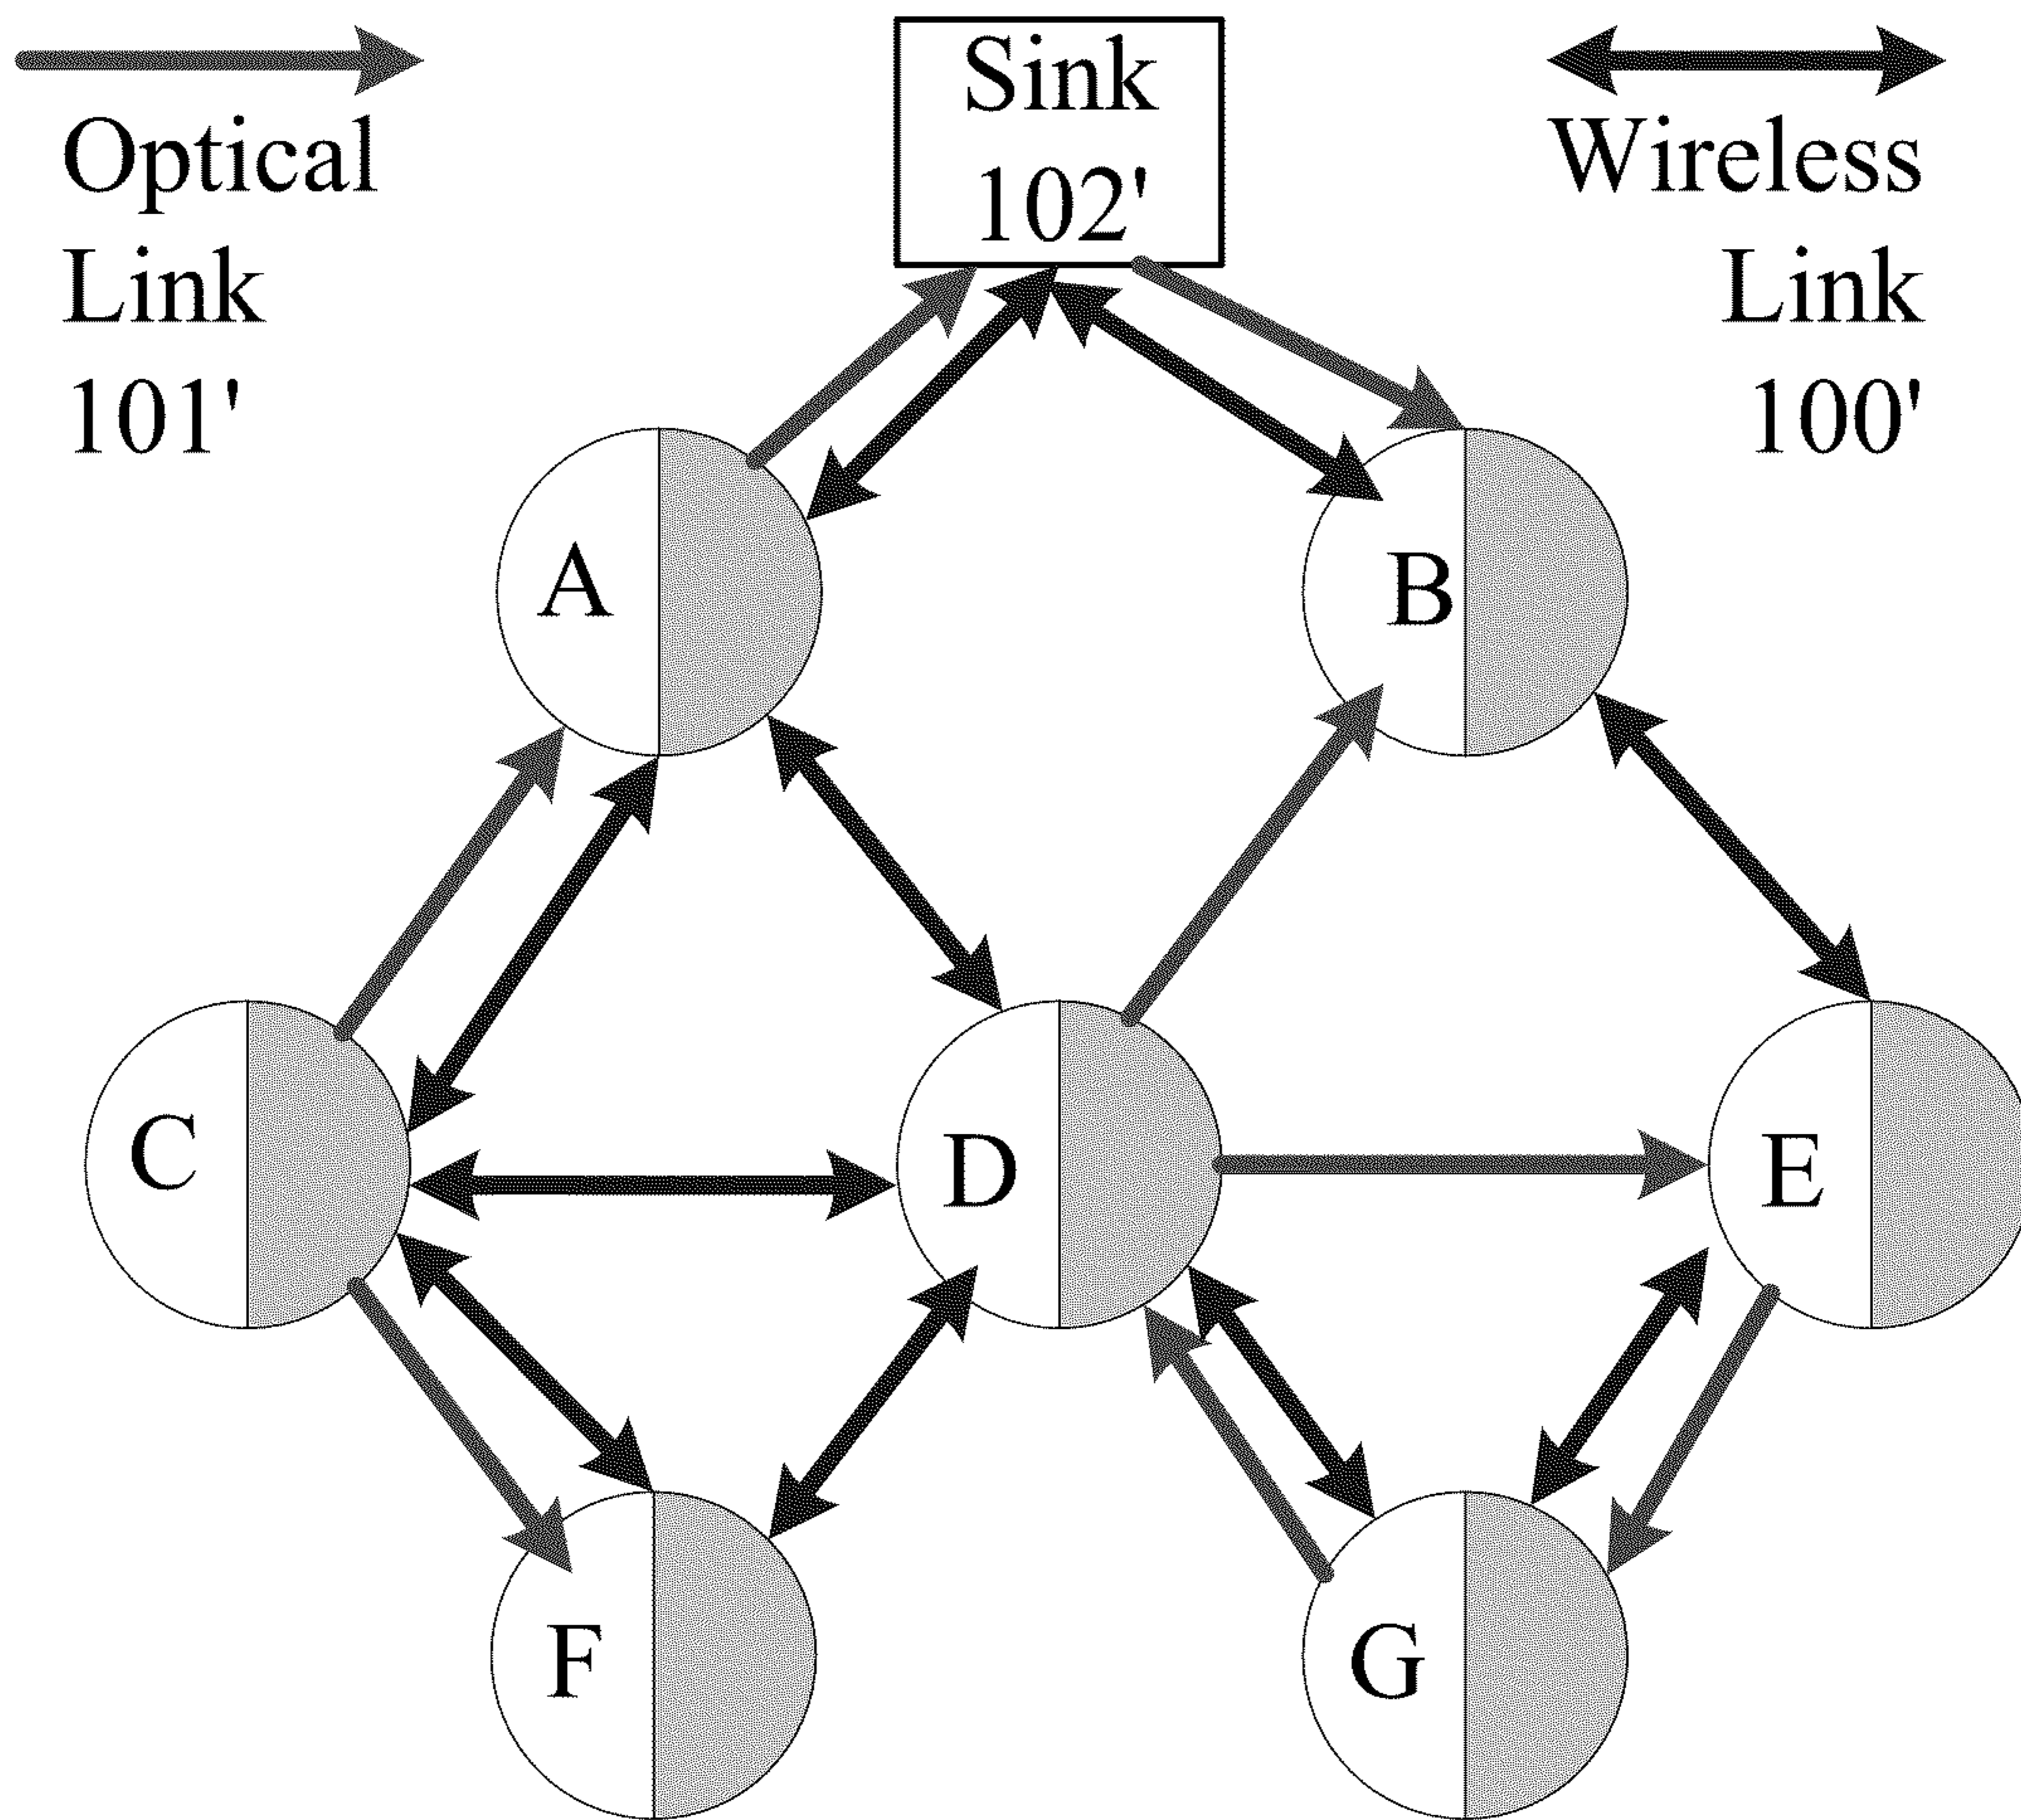 Optical
Link
101'
Sink
102'
Wireless
Link
100'
A
B
C
D
E
F
G